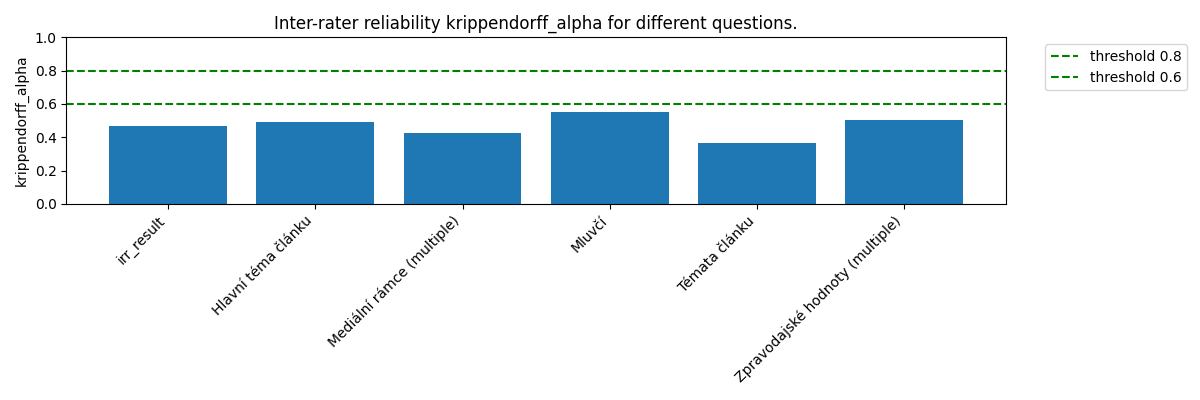 Inter-rater reliability krippendorff_alpha for different questions.
krippendorff_alpha
1.0
0.8
0.6
0.4
0.2
0.0
irr_result
Hlavní téma článku
Mediální rámce (multiple)
Mluvčí
Témata článku
Zpravodajské hodnoty (multiple)
threshold 0.8
threshold 0.6